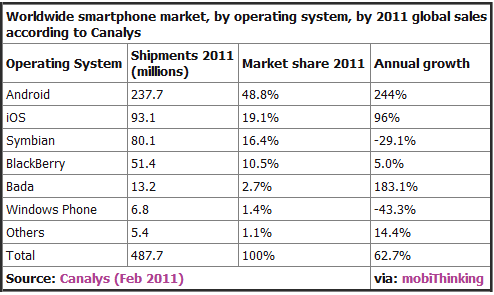 Worldwide smartphone market, by operating system, by 2011 global sales
according to Canalys
Operating System Shipments 2011 (millions) Market share 2011 Annual growth
Android 237.7 48.8% 244%
iOS 93.1 19.1% 96%
Symbian 80.1 16.4% -29.1%
BlackBerry 51.4 10.5% 5.0%
Bada 13.2 2.7% 183.1%
Windows Phone 6.8 1.4% -43.3%
Others 5.4 1.1% 14.4%
Total 487.7 100% 62.7%
Source: Canalys (Feb 2011) via: mobiThinking